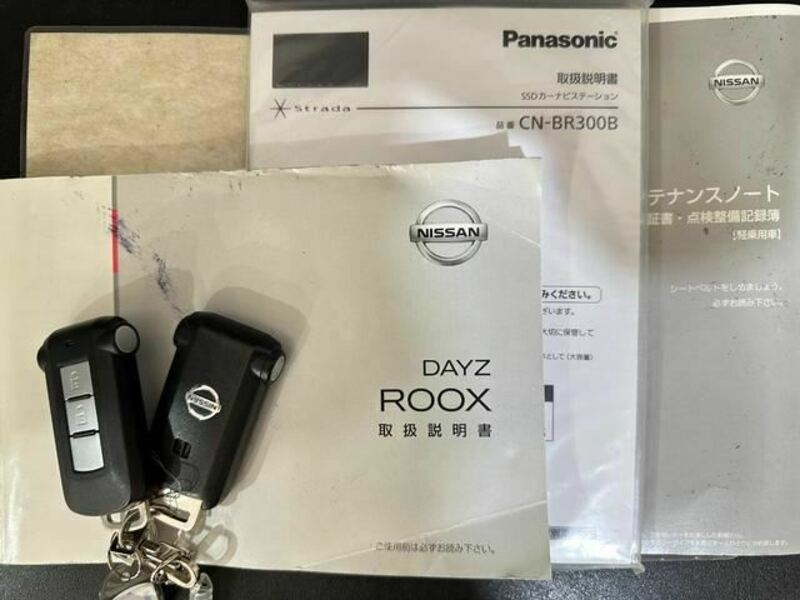 Panasonic
取扱説明書
SSDカーナビステーション
Strada
品番 CN-BR300B
NISSAN
テナンスノート
証書・点検整備記録簿
【軽乗用車】
シートベルトをしめましょう。
必ずお読み下さい。
NISSAN
みください。
ざいます。
大切に保管して
として（大容量）
DAYZ
ROOX
取扱説明書
ご使用前は必ずお読み下さい。
NISSAN